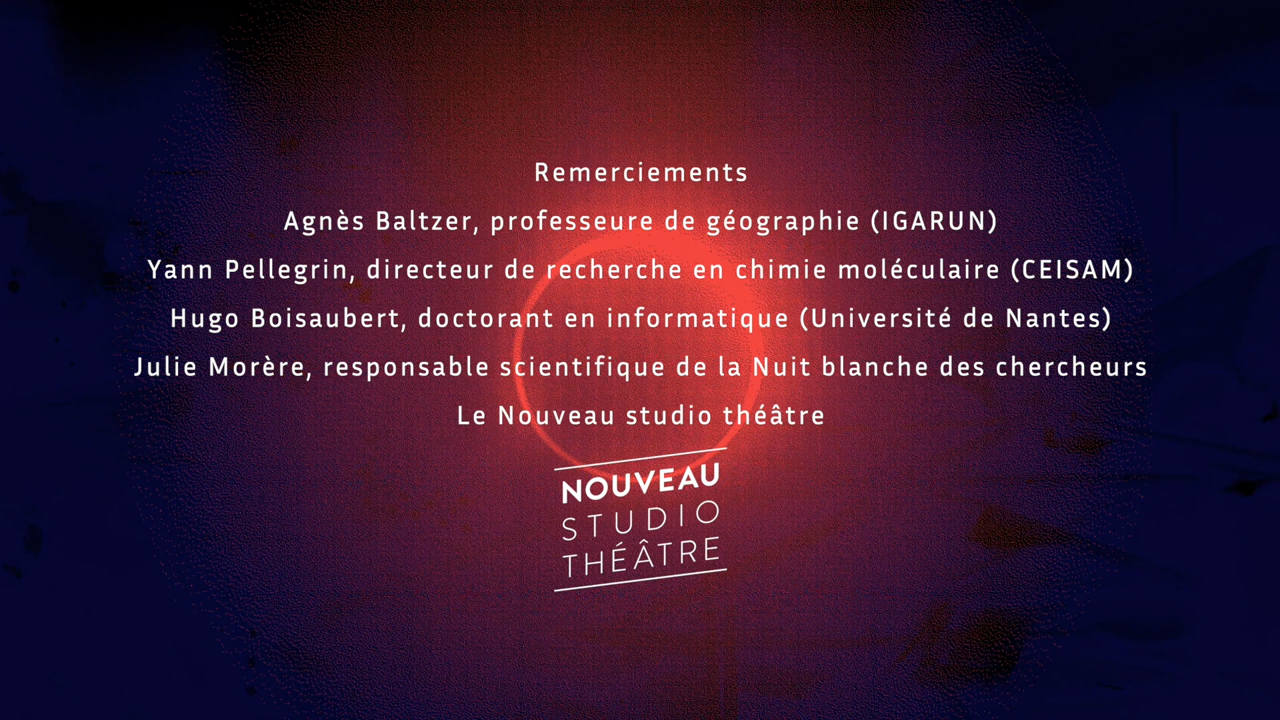 Remerciements
Agnès Baltzer, professeure de géographie (IGARUN)
Yann Pellegrin, directeur de recherche en chimie moléculaire (CEISAM)
Hugo Boisaubert, doctorant en informatique (Université de Nantes)
Julie Morère, responsable scientifique de la Nuit blanche des chercheurs
Le Nouveau studio théâtre
NOUVEAU
STUDIO
THÉÂTRE